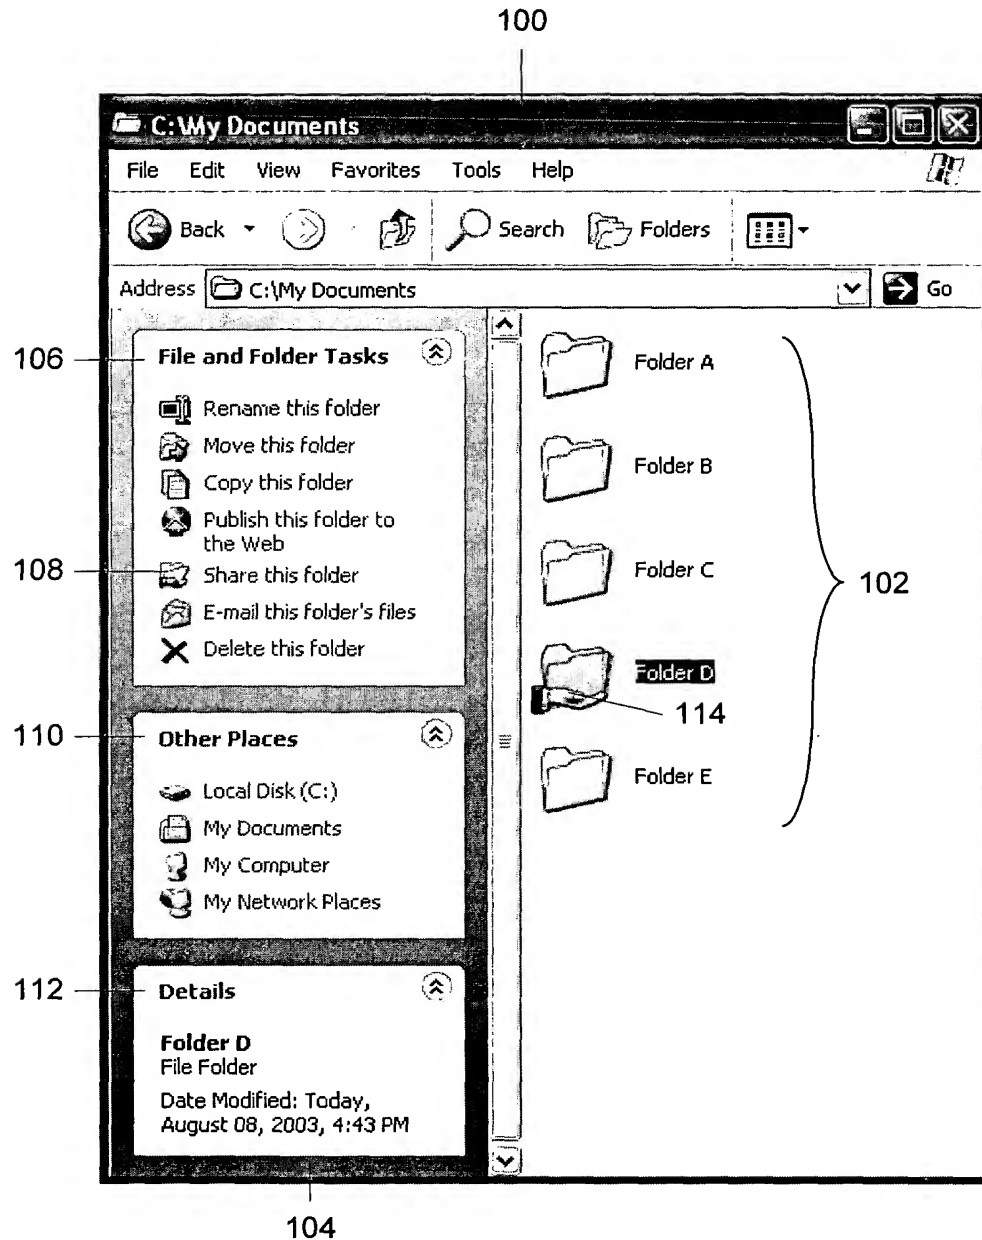 100
C:\My Documents
File Edit View Favorites Tools Help
Back Search Folders
Address C:\My Documents Go
106
File and Folder Tasks
Rename this folder
Move this folder
Copy this folder
Publish this folder to
the Web
108
Share this folder
E-mail this folder's files
Delete this folder
110
Other Places
Local Disk (C:)
My Documents
My Computer
My Network Places
112
Details
Folder D
File Folder
Date Modified: Today,
August 08, 2003, 4:43 PM
104
Folder A
Folder B
Folder C
102
Folder D
114
Folder E